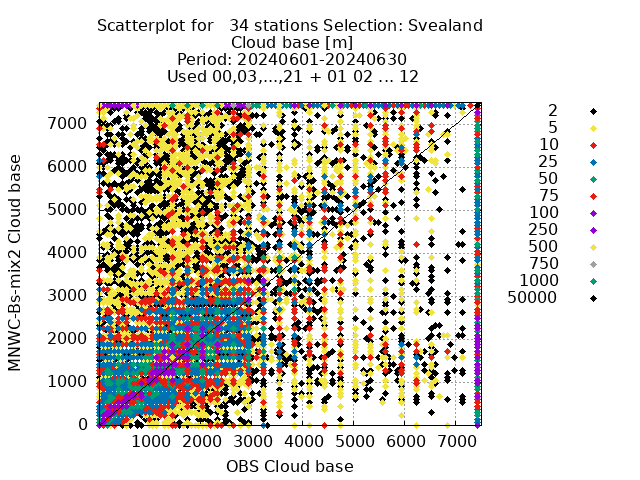 Scatterplot for   34 stations Selection: Svealand
Cloud base [m]
Period: 20240601-20240630
Used 00,03,...,21 + 01 02 ... 12
MNWC-Bs-mix2 Cloud base
7000
6000
5000
4000
3000
2000
1000
0
1000 2000 3000 4000 5000 6000 7000
OBS Cloud base
2
5
10
25
50
75
100
250
500
750
1000
50000